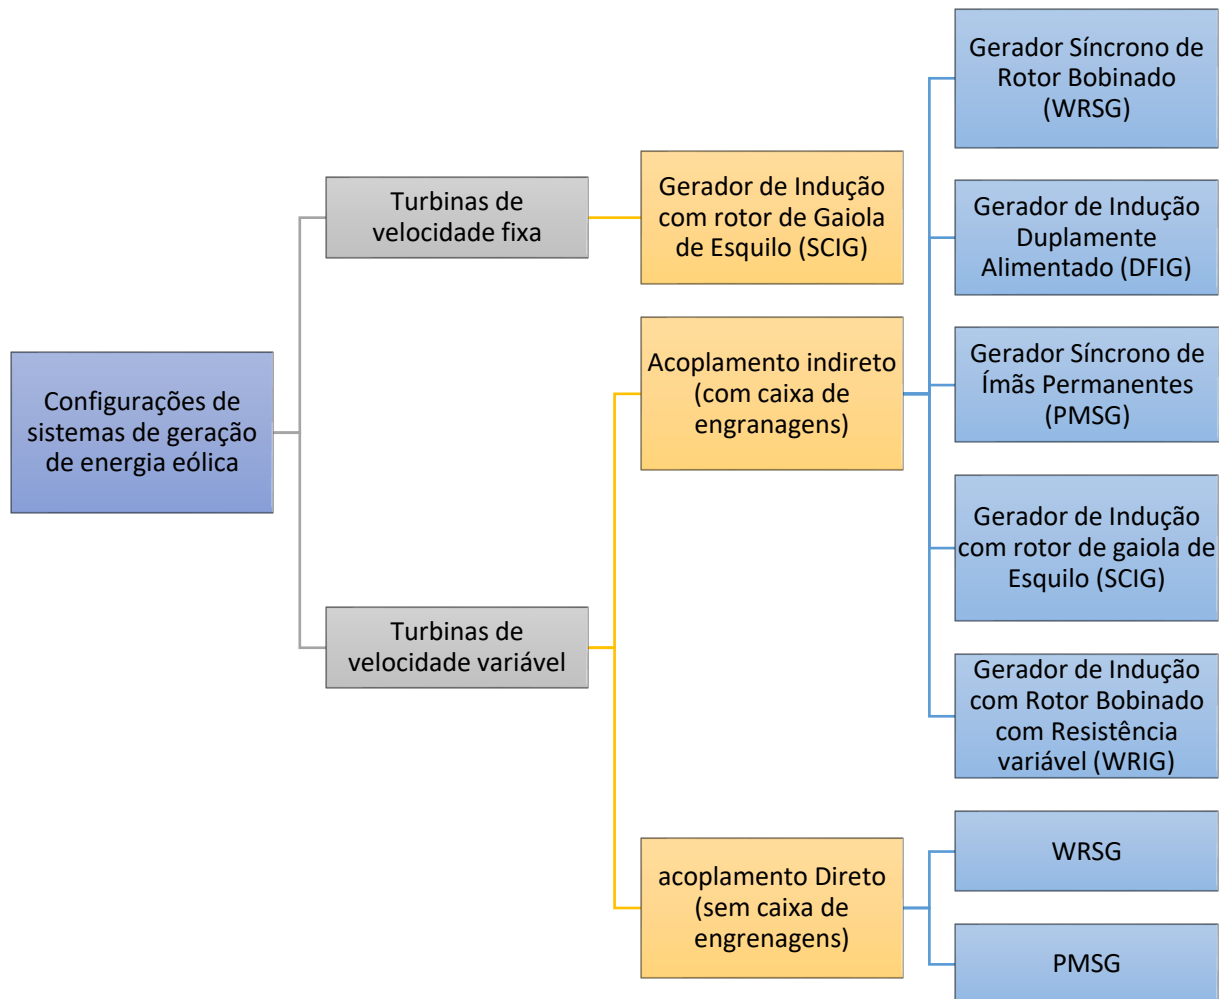 Configurações de
sistemas de geração
de energia eólica
Turbinas de
velocidade fixa
Turbinas de
velocidade variável
Gerador de Indução
com rotor de Gaiola
de Esquilo (SCIG)
Acoplamento indireto
(com caixa de
engranagens)
acoplamento Direto
(sem caixa de
engrenagens)
Gerador Síncrono de
Rotor Bobinado
(WRSG)
Gerador de Indução
Duplamente
Alimentado (DFIG)
Gerador Síncrono de
Ímãs Permanentes
(PMSG)
Gerador de Indução
com rotor de gaiola de
Esquilo (SCIG)
Gerador de Indução
com Rotor Bobinado
com Resistência
variável (WRIG)
WRSG
PMSG